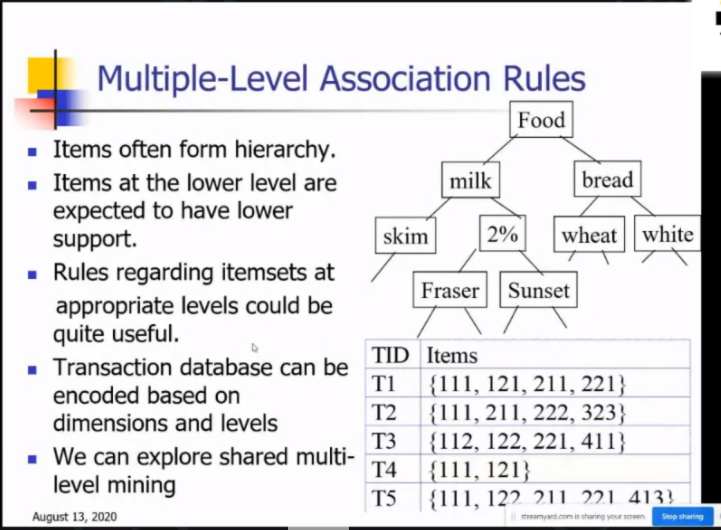 Multiple-Level Association Rules
Items often form hierarchy.
Items at the lower level are
expected to have lower
support.
Rules regarding itemsets at
appropriate levels could be
quite useful.
Transaction database can be
encoded based on
dimensions and levels
We can explore shared multi-
level mining
Food
milk bread
skim 2% wheat white
Fraser Sunset
TID Items
T1 {111, 121, 211, 221}
T2 {111, 211, 222, 323}
T3 {112, 122, 221, 411}
T4 {111, 121}
T5 {111, 122, 211, 221, 413}
August 13, 2020
streamyard.com is sharing your screen. Stop sharing